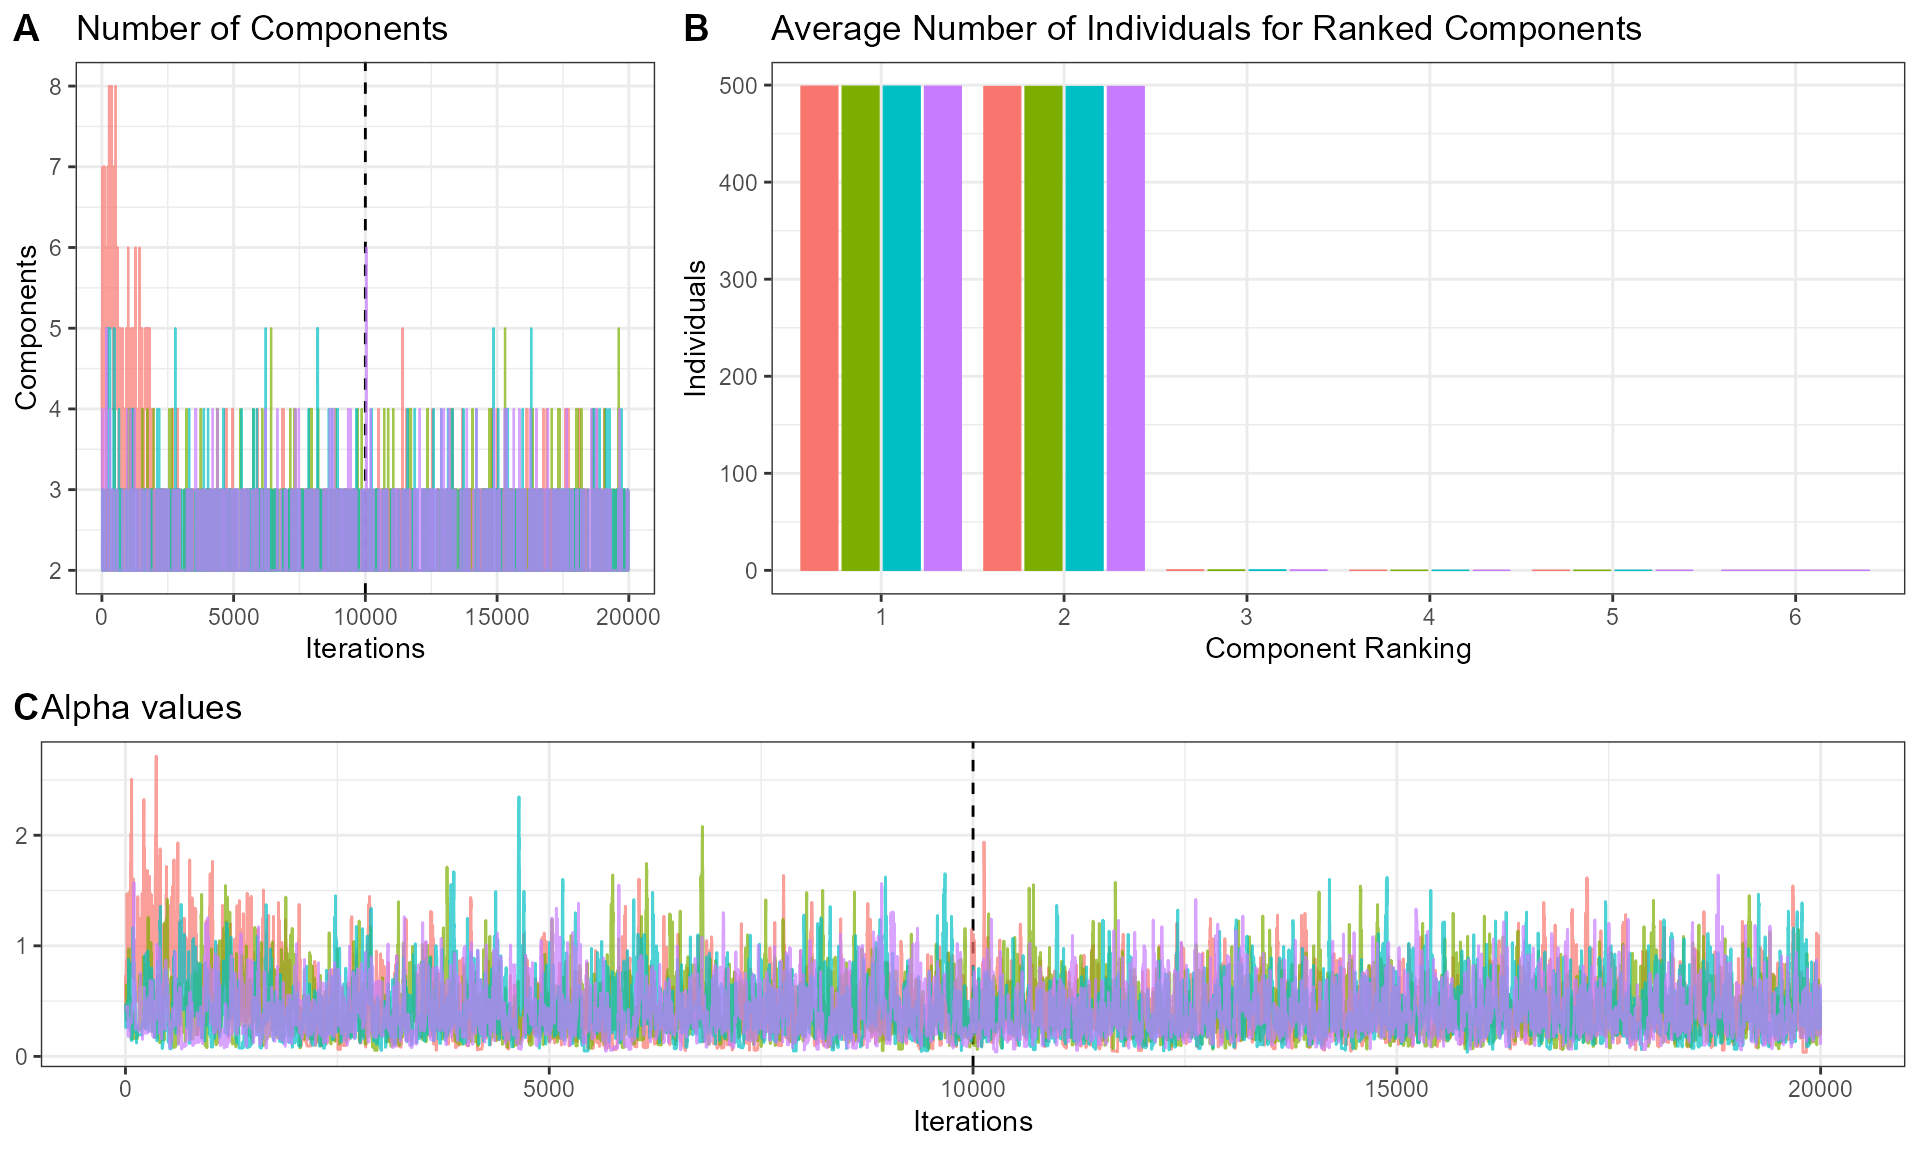 A Number of Components
8
7
6
5
4
3
2
Components
0 5000 10000 15000 20000
Iterations
B Average Number of Individuals for Ranked Components
500
400
300
200
100
0
Individuals
1 2 3 4 5 6
Component Ranking
C Alpha values
2
1
0
0 5000 10000 15000 20000
Iterations